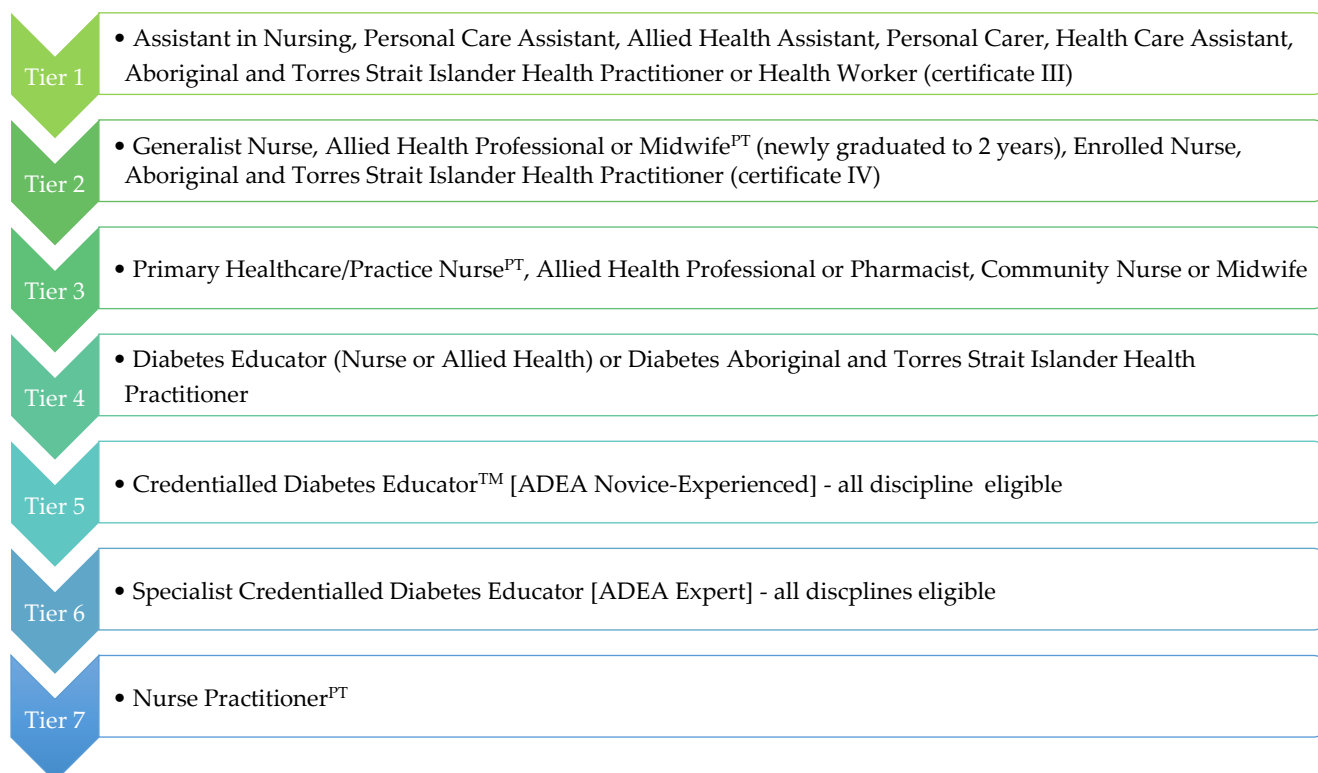 Tier 1
• Assistant in Nursing, Personal Care Assistant, Allied Health Assistant, Personal Carer, Health Care Assistant,
Aboriginal and Torres Strait Islander Health Practitioner or Health Worker (certificate III)
Tier 2
• Generalist Nurse, Allied Health Professional or Midwifeᴾᵀ (newly graduated to 2 years), Enrolled Nurse,
Aboriginal and Torres Strait Islander Health Practitioner (certificate IV)
Tier 3
• Primary Healthcare/Practice Nurseᴾᵀ, Allied Health Professional or Pharmacist, Community Nurse or Midwife
Tier 4
• Diabetes Educator (Nurse or Allied Health) or Diabetes Aboriginal and Torres Strait Islander Health
Practitioner
Tier 5
• Credentialled Diabetes Educator™ [ADEA Novice-Experienced] - all discipline eligible
Tier 6
• Specialist Credentialled Diabetes Educator [ADEA Expert] - all discplines eligible
Tier 7
• Nurse Practitionerᴾᵀ